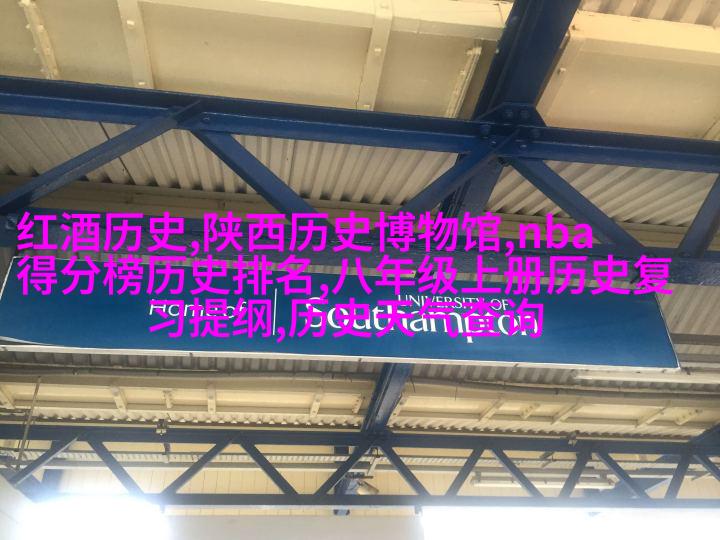 红酒历史,陕西历史博物馆,nba
得分榜历史排名,八年级上册历史复
习提纲,历史天气查询
Home of
UNIVERSITY OF
Southampton